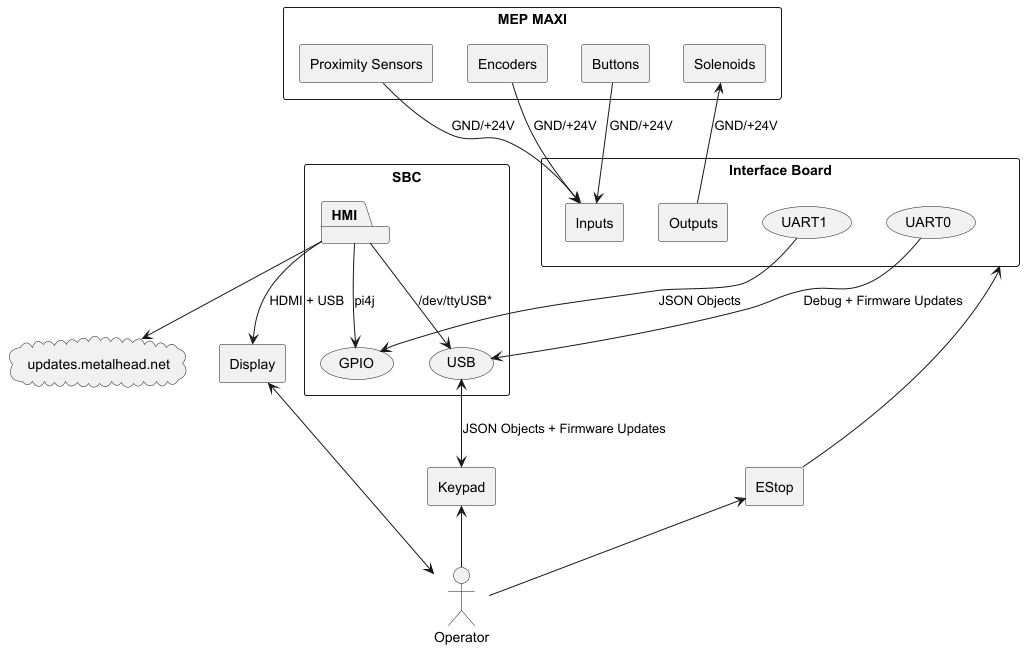 MEP MAXI
Proximity Sensors
Encoders
Buttons
Solenoids
GND/+24V
GND/+24V
GND/+24V
GND/+24V
SBC
Interface Board
HMI
Inputs
Outputs
UART1
UART0
HDMI + USB
pi4j
/dev/ttyUSB*
JSON Objects
Debug + Firmware Updates
updates.metalhead.net
Display
GPIO
USB
JSON Objects + Firmware Updates
Keypad
EStop
Operator